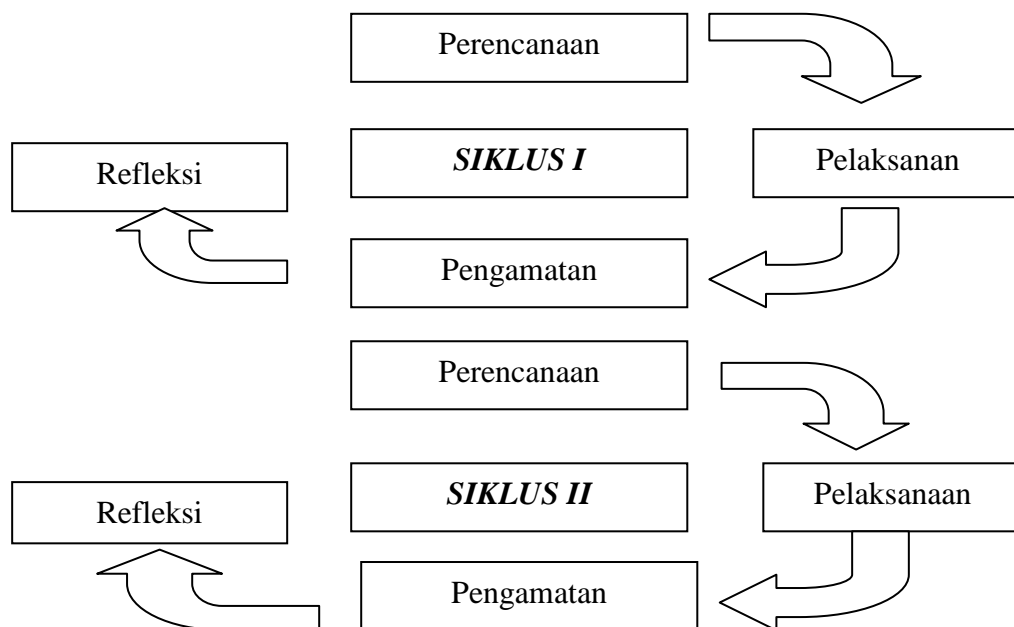 Perencanaan
Refleksi
SIKLUS I
Pelaksanan
Pengamatan
Perencanaan
Refleksi
SIKLUS II
Pelaksanaan
Pengamatan